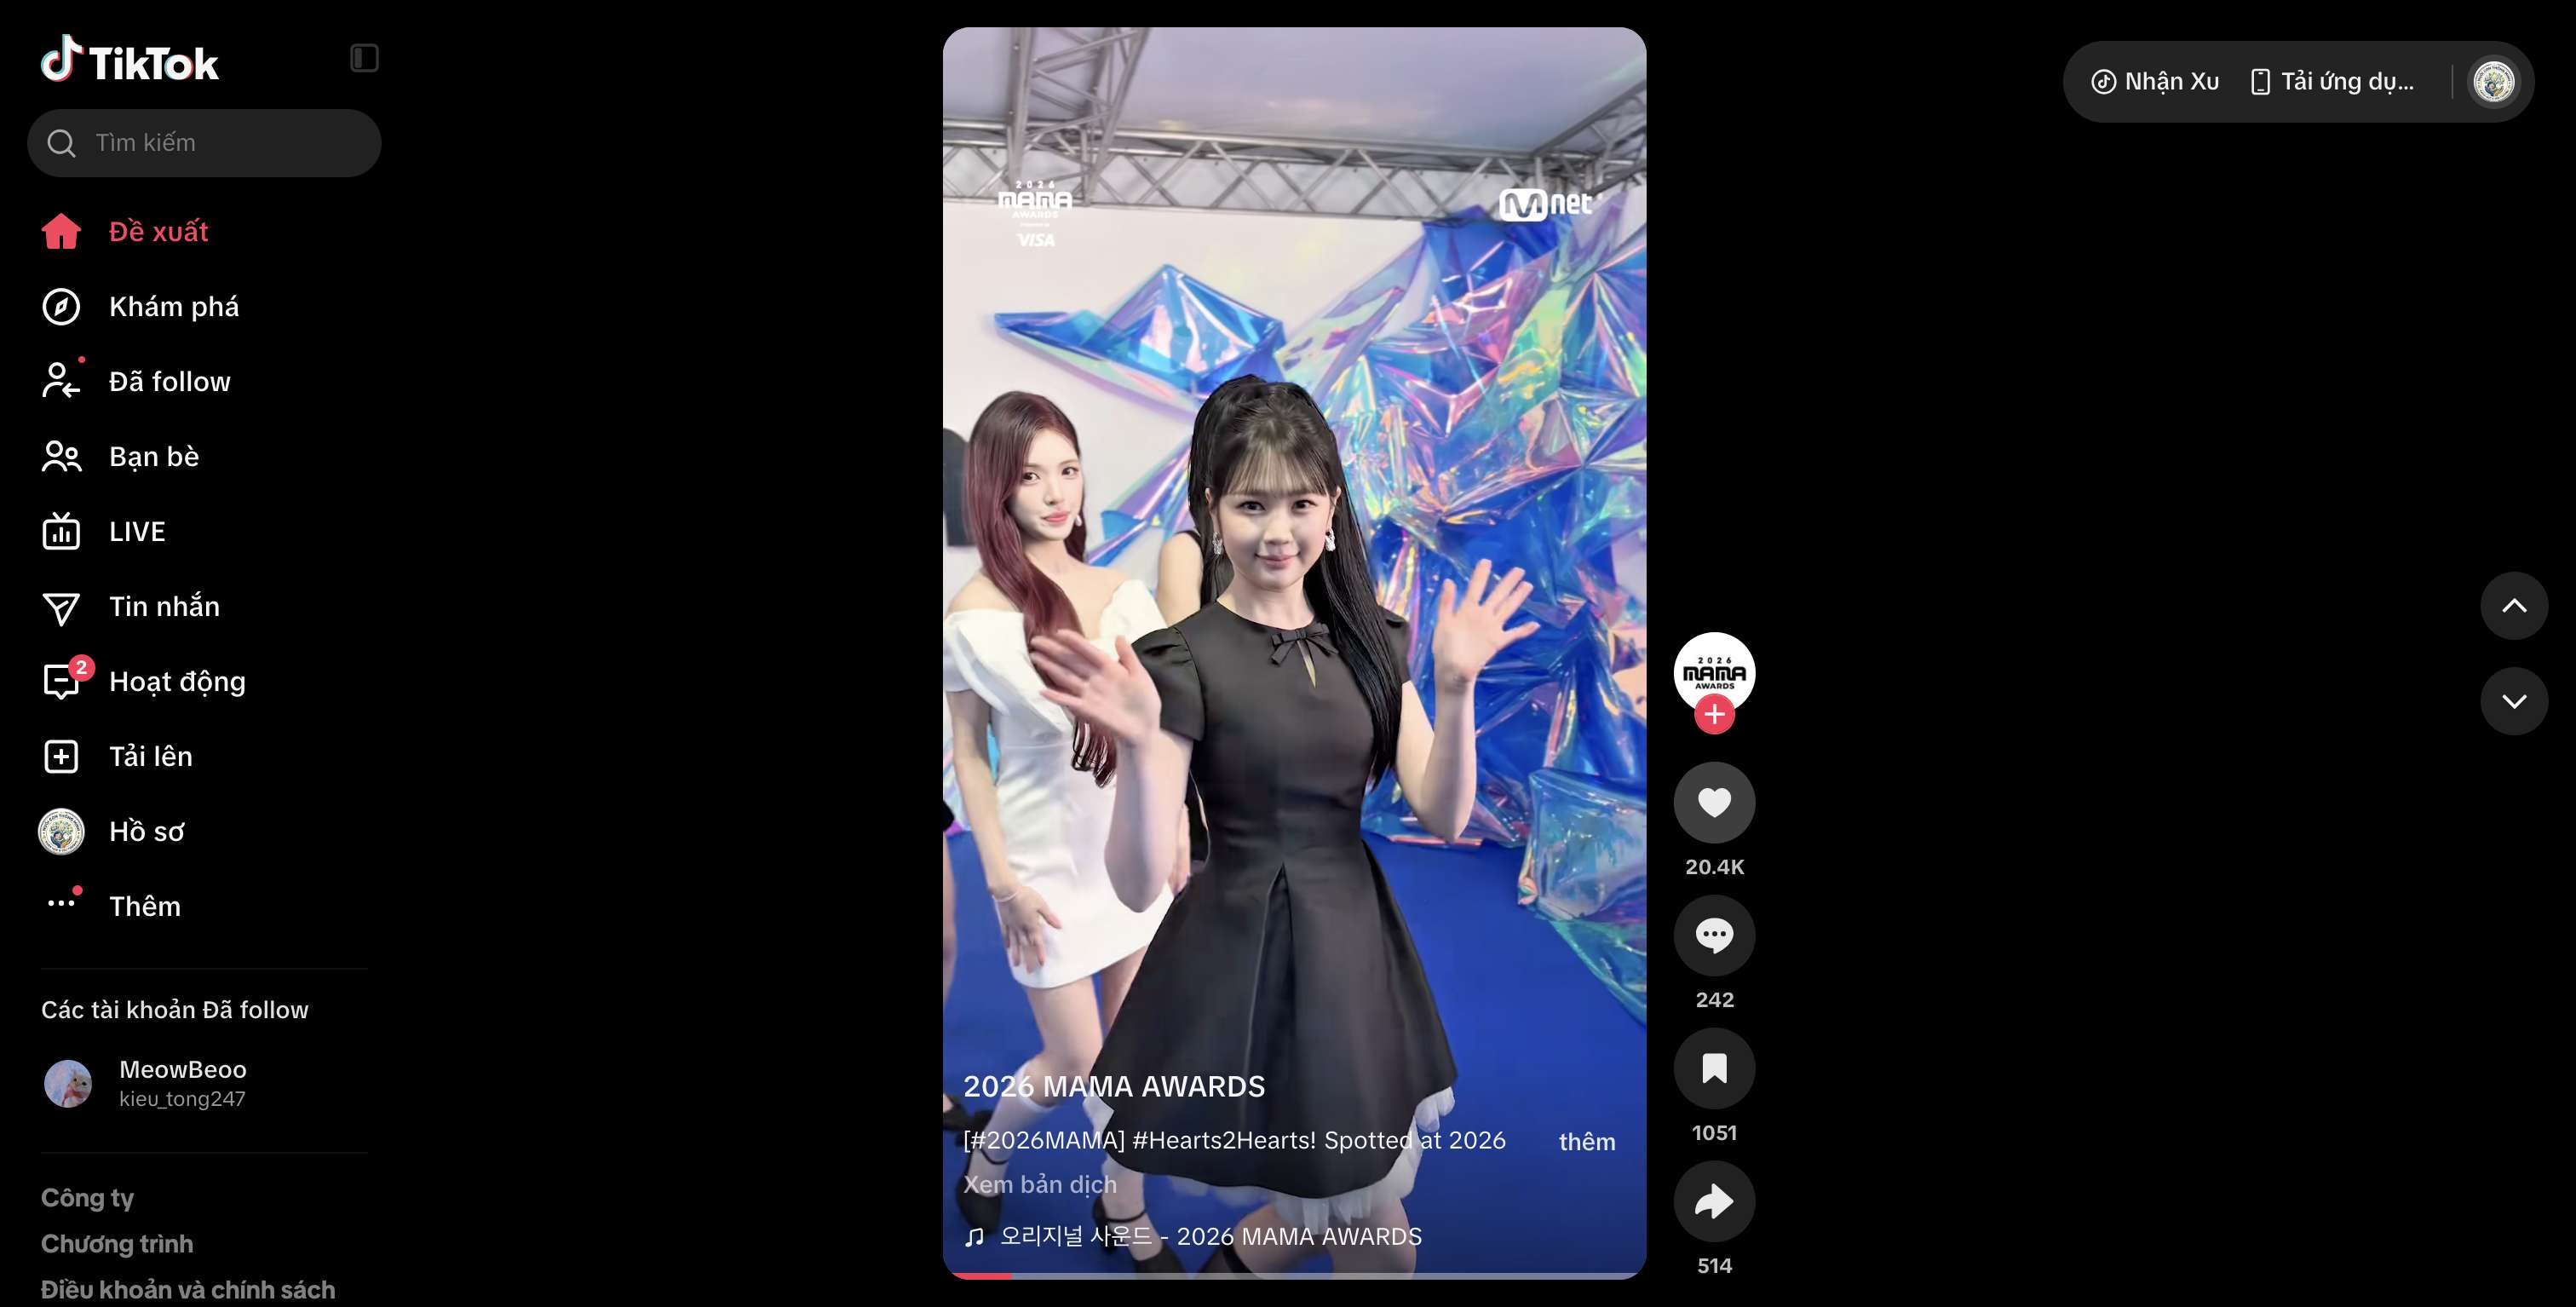 TikTok
Tìm kiếm
Đề xuất
Khám phá
Đã follow
Bạn bè
LIVE
Tin nhắn
2
Hoạt động
Tải lên
Hồ sơ
Thêm
Các tài khoản Đã follow
MeowBeoo
kieu_tong247
Công ty
Chương trình
Điều khoản và chính sách
2026
MAMA
AWARDS
VISA
Mnet
2026 MAMA AWARDS
[#2026MAMA] #Hearts2Hearts! Spotted at 2026 thêm
Xem bản dịch
오리지널 사운드 - 2026 MAMA AWARDS
2026
MAMA
AWARDS
20.4K
242
1051
514
Nhận Xu
Tải ứng dụ...